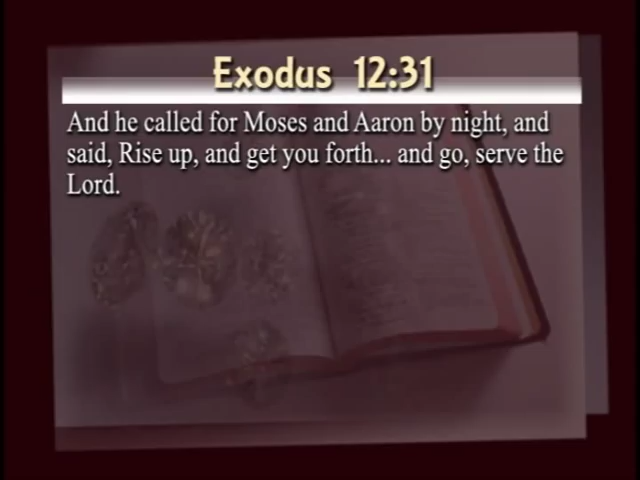 Exodus 12:31
And he called for Moses and Aaron by night, and
said, Rise up, and get you forth... and go, serve the
Lord.